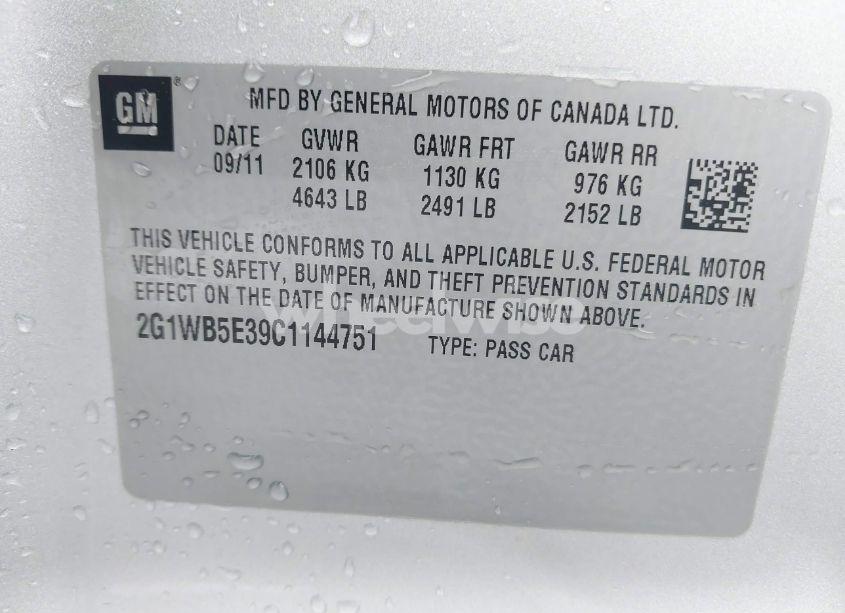 GM®
MFD BY GENERAL MOTORS OF CANADA LTD.
DATE GVWR GAWR FRT GAWR RR
09/11 2106 KG 1130 KG 976 KG
4643 LB 2491 LB 2152 LB
THIS VEHICLE CONFORMS TO ALL APPLICABLE U.S. FEDERAL MOTOR
VEHICLE SAFETY, BUMPER, AND THEFT PREVENTION STANDARDS IN
EFFECT ON THE DATE OF MANUFACTURE SHOWN ABOVE.
wheelwise
2G1WB5E39C1144751 TYPE: PASS CAR